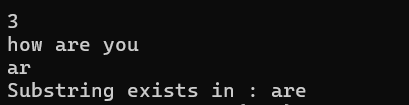 3
how are you
ar
Substring exists in : are